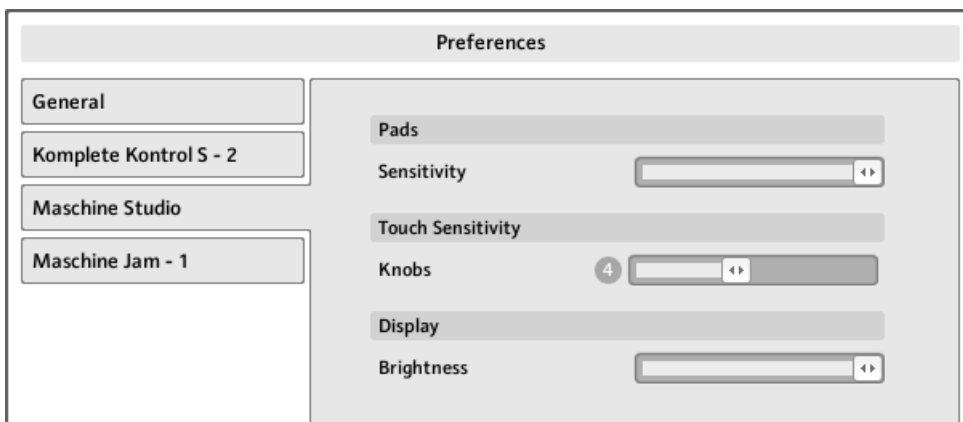 Preferences
General
Komplete Kontrol S - 2
Maschine Studio
Maschine Jam - 1
Pads
Sensitivity
Touch Sensitivity
Knobs 4
Display
Brightness